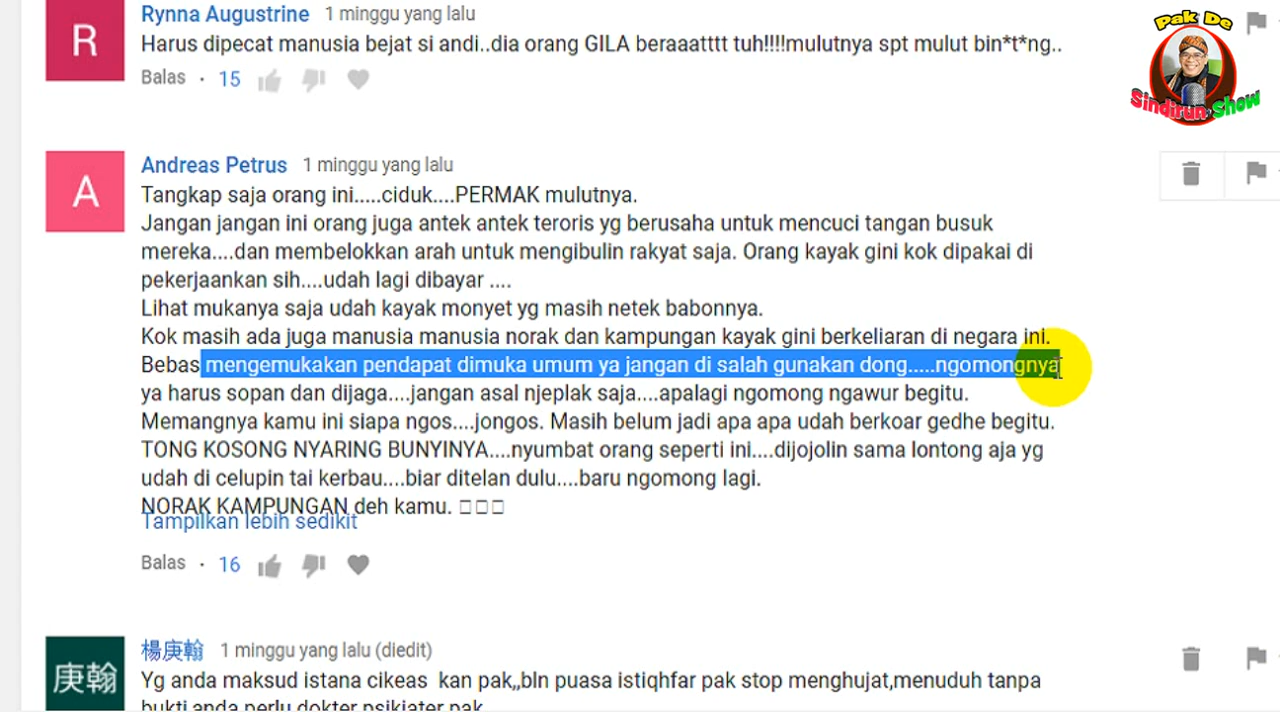 R
Rynna Augustrine 1 minggu yang lalu
Harus dipecat manusia bejat si andi..dia orang GILA beraaatttt tuh!!!!mulutnya spt mulut bin*t*ng..
Balas · 15
Pak De
Sindirun Show
A
Andreas Petrus 1 minggu yang lalu
Tangkap saja orang ini.....ciduk....PERMAK mulutnya.
Jangan jangan ini orang juga antek antek teroris yg berusaha untuk mencuci tangan busuk
mereka....dan membelokkan arah untuk mengibulin rakyat saja. Orang kayak gini kok dipakai di
pekerjaankan sih....udah lagi dibayar ....
Lihat mukanya saja udah kayak monyet yg masih netek babonnya.
Kok masih ada juga manusia manusia norak dan kampungan kayak gini berkeliaran di negara ini.
Bebas mengemukakan pendapat dimuka umum ya jangan di salah gunakan dong.....ngomongnya
ya harus sopan dan dijaga....jangan asal njeplak saja....apalagi ngomong ngawur begitu.
Memangnya kamu ini siapa ngos....jongos. Masih belum jadi apa apa udah berkoar gedhe begitu.
TONG KOSONG NYARING BUNYINYA....nyumbat orang seperti ini....dijojolin sama lontong aja yg
udah di celupin tai kerbau....biar ditelan dulu....baru ngomong lagi.
NORAK KAMPUNGAN deh kamu. □□□
Tampilkan lebih sedikit
Balas · 16
庚翰
楊庚翰 1 minggu yang lalu (diedit)
Yg anda maksud istana cikeas kan pak,,bln puasa istiqhfar pak stop menghujat,menuduh tanpa
bukti,anda perlu dokter psikiater pak